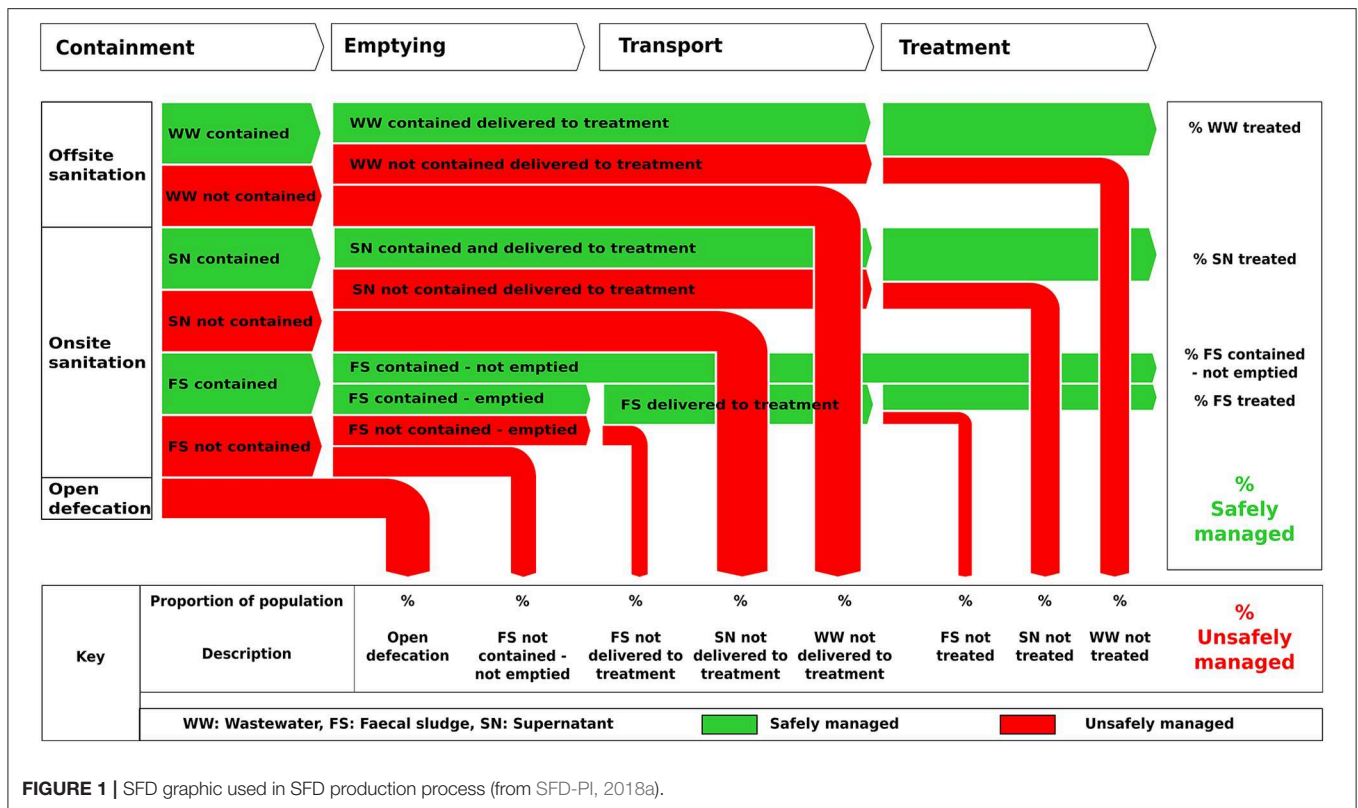 Containment
Emptying
Transport
Treatment
Offsite
sanitation
WW contained
WW not contained
WW contained delivered to treatment
WW not contained delivered to treatment
% WW treated
Onsite
sanitation
SN contained
SN not contained
FS contained
FS not contained
SN contained and delivered to treatment
SN not contained delivered to treatment
FS contained - not emptied
FS contained - emptied
FS not contained - emptied
FS delivered to treatment
% SN treated
% FS contained
- not emptied
% FS treated
Open
defecation
%
Safely
managed
Key
Proportion of population
%
%
%
%
%
%
%
%
Description
Open
defecation
FS not
contained -
not emptied
FS not
delivered to
treatment
SN not
delivered to
treatment
WW not
delivered to
treatment
FS not
treated
SN not
treated
WW not
treated
%
Unsafely
managed
WW: Wastewater, FS: Faecal sludge, SN: Supernatant
Safely managed
Unsafely managed
FIGURE 1 | SFD graphic used in SFD production process (from SFD-PI, 2018a).